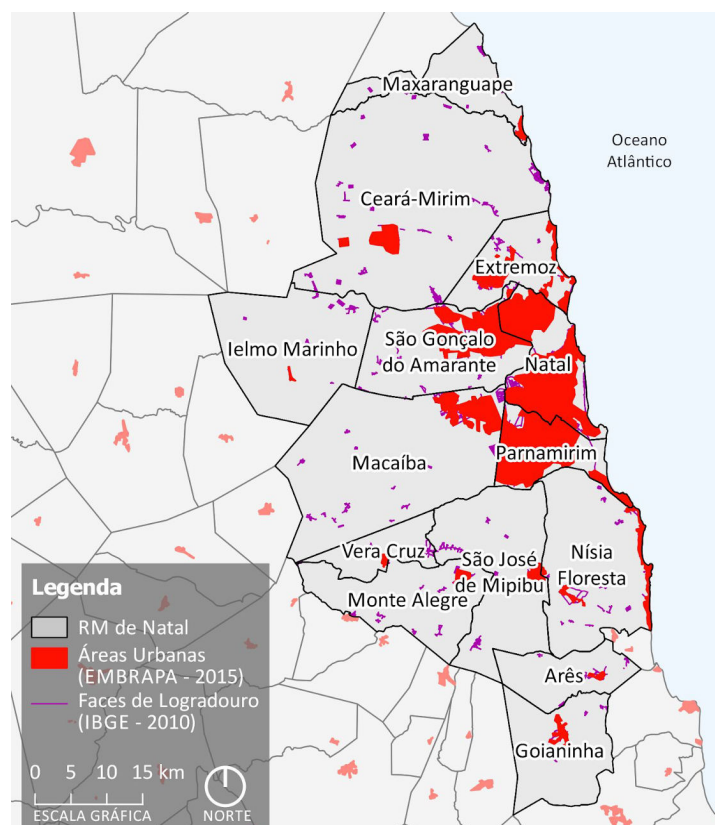 Maxaranguape
Oceano
Atlântico
Ceará-Mirim
Extremoz
Ielmo Marinho
São Gonçalo
do Amarante
Natal
Macaíba
Parnamirim
Vera Cruz
São José
de Mipibu
Nísia
Floresta
Monte Alegre
Arês
Goianinha
Legenda
RM de Natal
Áreas Urbanas
(EMBRAPA - 2015)
Faces de Logradouro
(IBGE - 2010)
0 5 10 15 km
ESCALA GRÁFICA
NORTE